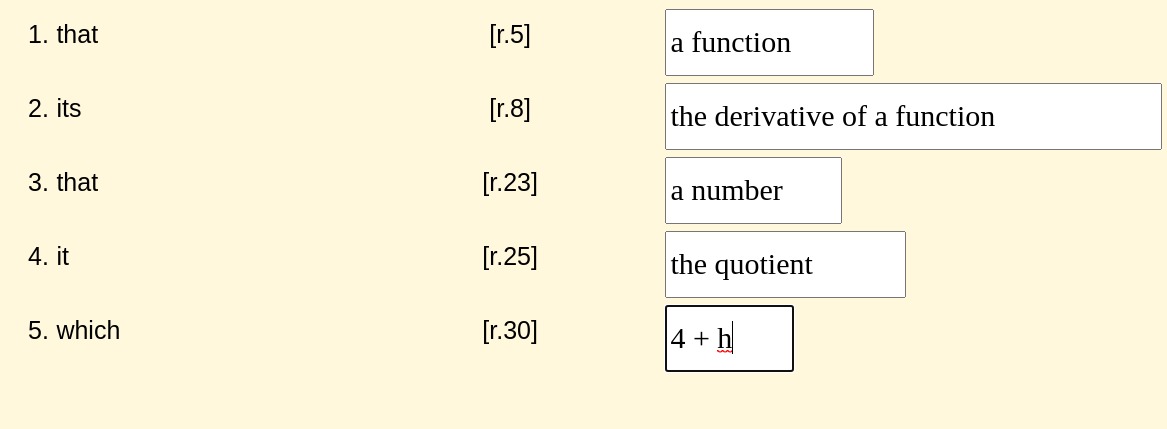 1. that [r.5] a function
2. its [r.8] the derivative of a function
3. that [r.23] a number
4. it [r.25] the quotient
5. which [r.30] 4 + h